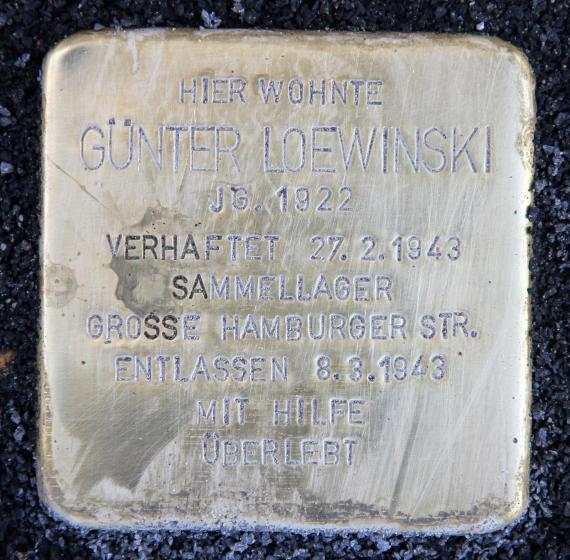 HIER WOHNTE
GÜNTER LOEWINSKI
JG. 1922
VERHAFTET 27.2.1943
SAMMELLAGER
GROSSE HAMBURGER STR.
ENTLASSEN 8.3.1943
MIT HILFE
ÜBERLEBT